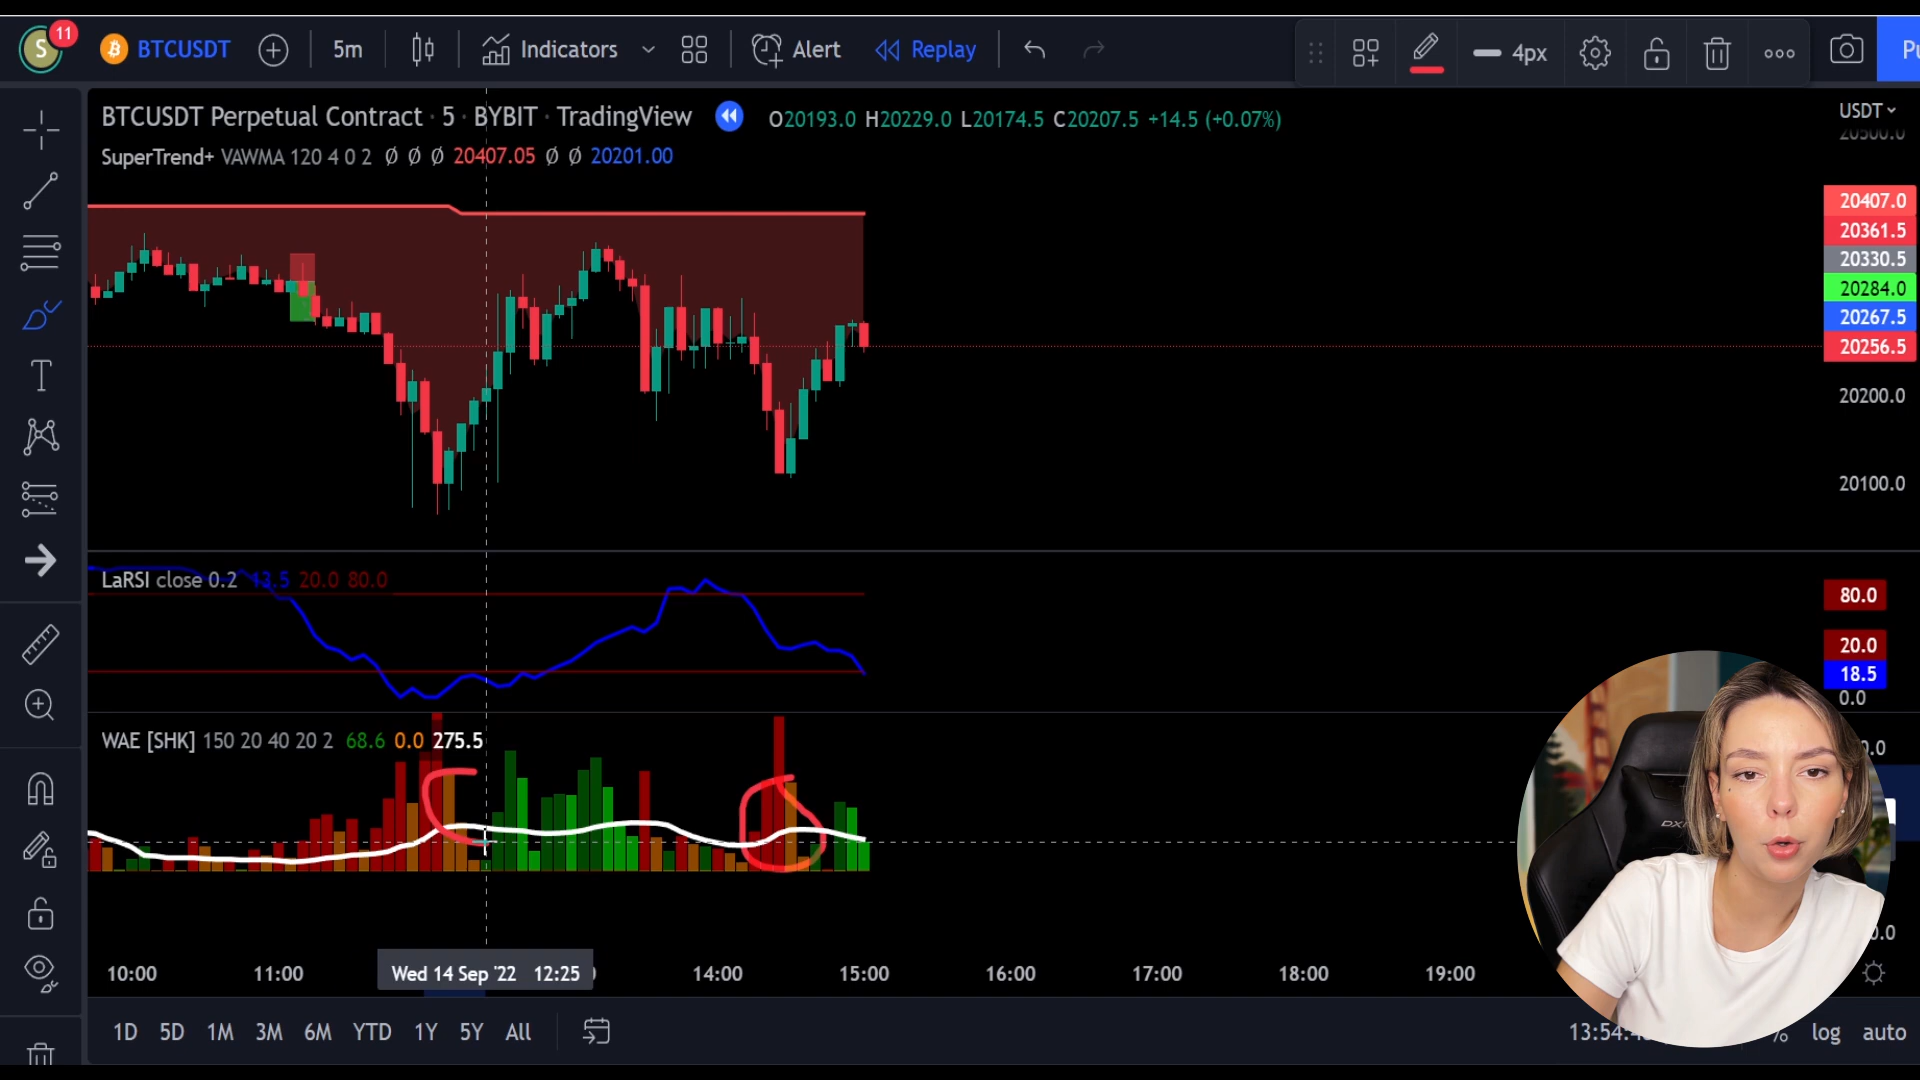 S 11 BTCUSDT 5m Indicators Alert Replay 4px Pu
BTCUSDT Perpetual Contract · 5 · BYBIT · TradingView O20193.0 H20229.0 L20174.5 C20207.5 +14.5 (+0.07%)
USDT
20500.0
SuperTrend+ VAWMA 120 4 0 2 Ø Ø Ø 20407.05 Ø Ø 20201.00
20407.0
20361.5
20330.5
20284.0
20267.5
20256.5
20200.0
20100.0
LaRSI close 0.2 13.5 20.0 80.0
80.0
20.0
18.5
0.0
WAE [SHK] 150 20 40 20 2 68.6 0.0 275.5
10:00 11:00 Wed 14 Sep '22 12:25 14:00 15:00 16:00 17:00 18:00 19:00
1D 5D 1M 3M 6M YTD 1Y 5Y All
% log auto